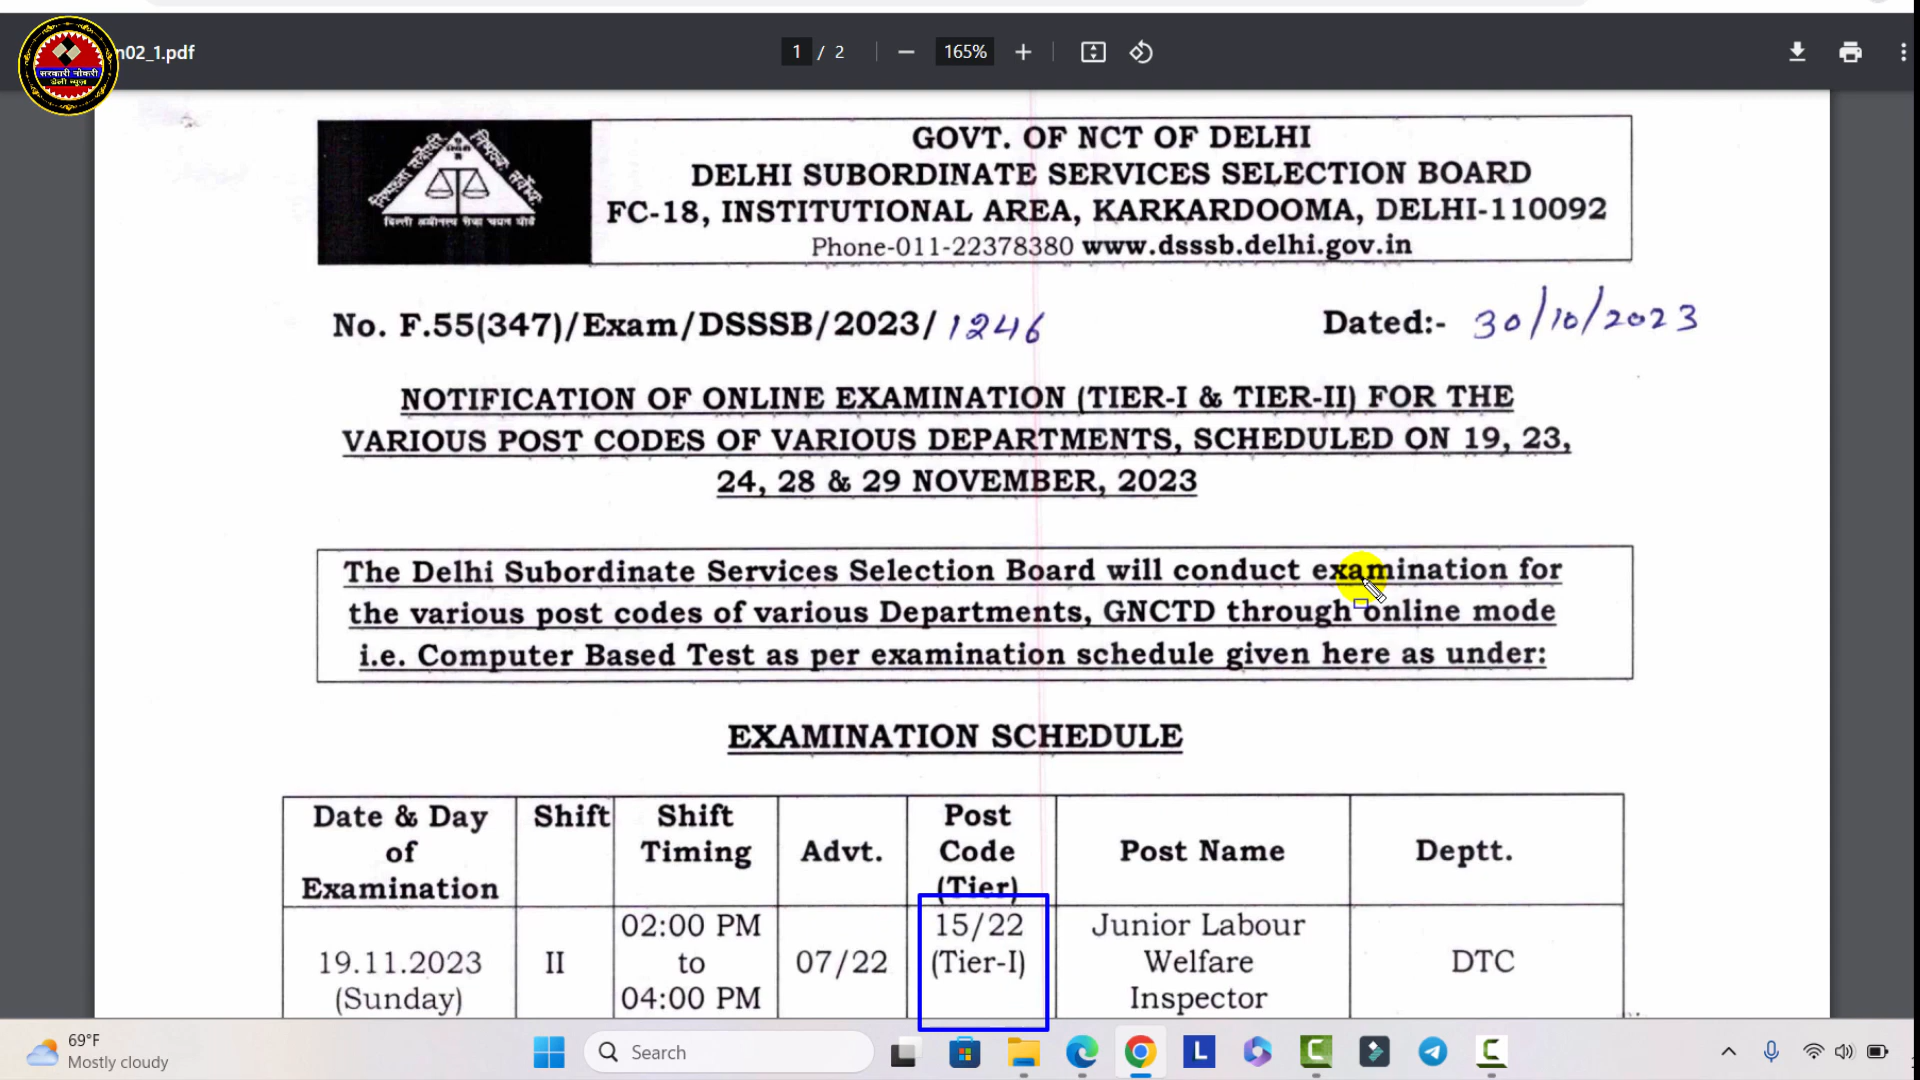 n02_1.pdf
1 / 2
165%
सरकारी नौकरी
डेली न्यूज़
GOVT. OF NCT OF DELHI
DELHI SUBORDINATE SERVICES SELECTION BOARD
FC-18, INSTITUTIONAL AREA, KARKARDOOMA, DELHI-110092
Phone-011-22378380 www.dsssb.delhi.gov.in
दिल्ली अधीनस्थ सेवा चयन बोर्ड
No. F.55(347)/Exam/DSSSB/2023/1246
Dated:- 30/10/2023
NOTIFICATION OF ONLINE EXAMINATION (TIER-I & TIER-II) FOR THE
VARIOUS POST CODES OF VARIOUS DEPARTMENTS, SCHEDULED ON 19, 23,
24, 28 & 29 NOVEMBER, 2023
The Delhi Subordinate Services Selection Board will conduct examination for
the various post codes of various Departments, GNCTD through online mode
i.e. Computer Based Test as per examination schedule given here as under:
EXAMINATION SCHEDULE
Date & Day
of
Examination
Shift
Shift
Timing
Advt.
Post
Code
(Tier)
Post Name
Deptt.
19.11.2023
(Sunday)
II
02:00 PM
to
04:00 PM
07/22
15/22
(Tier-I)
Junior Labour
Welfare
Inspector
DTC
69°F
Mostly cloudy
Search